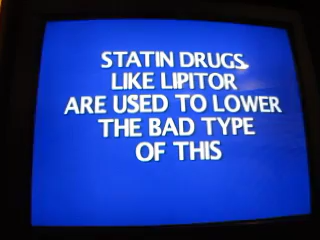 STATIN DRUGS,
LIKE LIPITOR
ARE USED TO LOWER
THE BAD TYPE
OF THIS